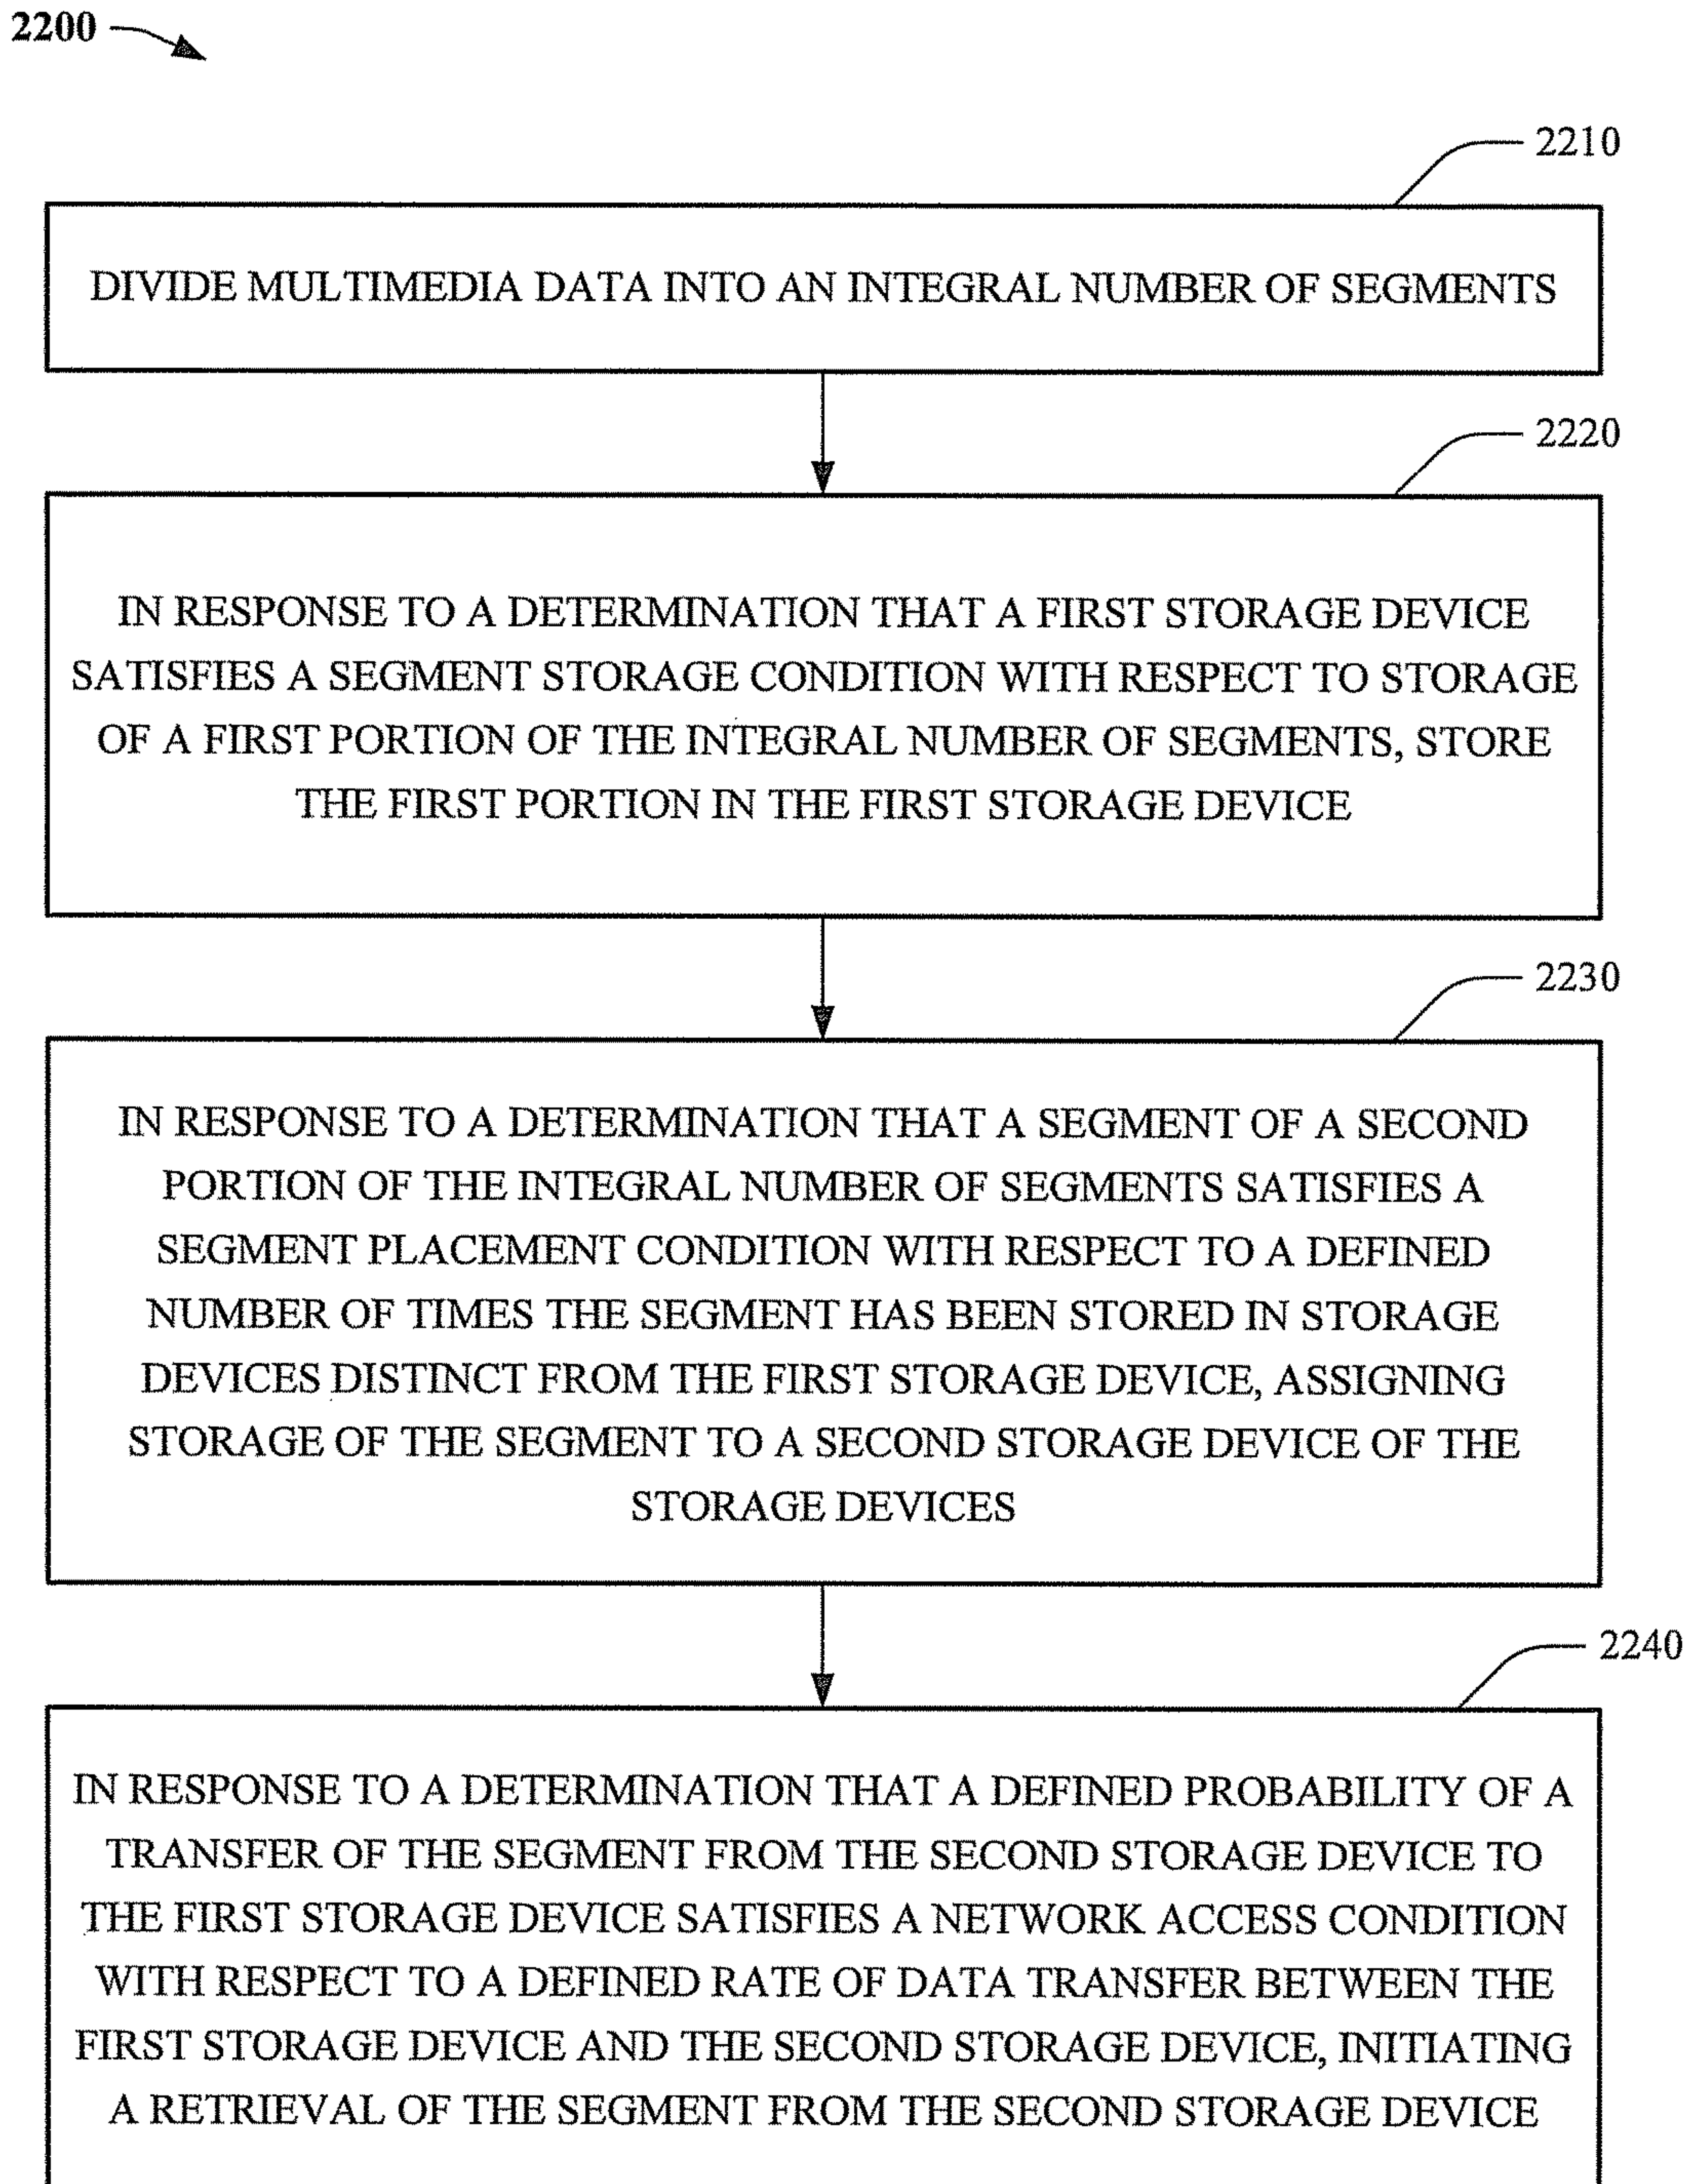 2200
2210
DIVIDE MULTIMEDIA DATA INTO AN INTEGRAL NUMBER OF SEGMENTS
2220
IN RESPONSE TO A DETERMINATION THAT A FIRST STORAGE DEVICE
SATISFIES A SEGMENT STORAGE CONDITION WITH RESPECT TO STORAGE
OF A FIRST PORTION OF THE INTEGRAL NUMBER OF SEGMENTS, STORE
THE FIRST PORTION IN THE FIRST STORAGE DEVICE
2230
IN RESPONSE TO A DETERMINATION THAT A SEGMENT OF A SECOND
PORTION OF THE INTEGRAL NUMBER OF SEGMENTS SATISFIES A
SEGMENT PLACEMENT CONDITION WITH RESPECT TO A DEFINED
NUMBER OF TIMES THE SEGMENT HAS BEEN STORED IN STORAGE
DEVICES DISTINCT FROM THE FIRST STORAGE DEVICE, ASSIGNING
STORAGE OF THE SEGMENT TO A SECOND STORAGE DEVICE OF THE
STORAGE DEVICES
2240
IN RESPONSE TO A DETERMINATION THAT A DEFINED PROBABILITY OF A
TRANSFER OF THE SEGMENT FROM THE SECOND STORAGE DEVICE TO
THE FIRST STORAGE DEVICE SATISFIES A NETWORK ACCESS CONDITION
WITH RESPECT TO A DEFINED RATE OF DATA TRANSFER BETWEEN THE
FIRST STORAGE DEVICE AND THE SECOND STORAGE DEVICE, INITIATING
A RETRIEVAL OF THE SEGMENT FROM THE SECOND STORAGE DEVICE